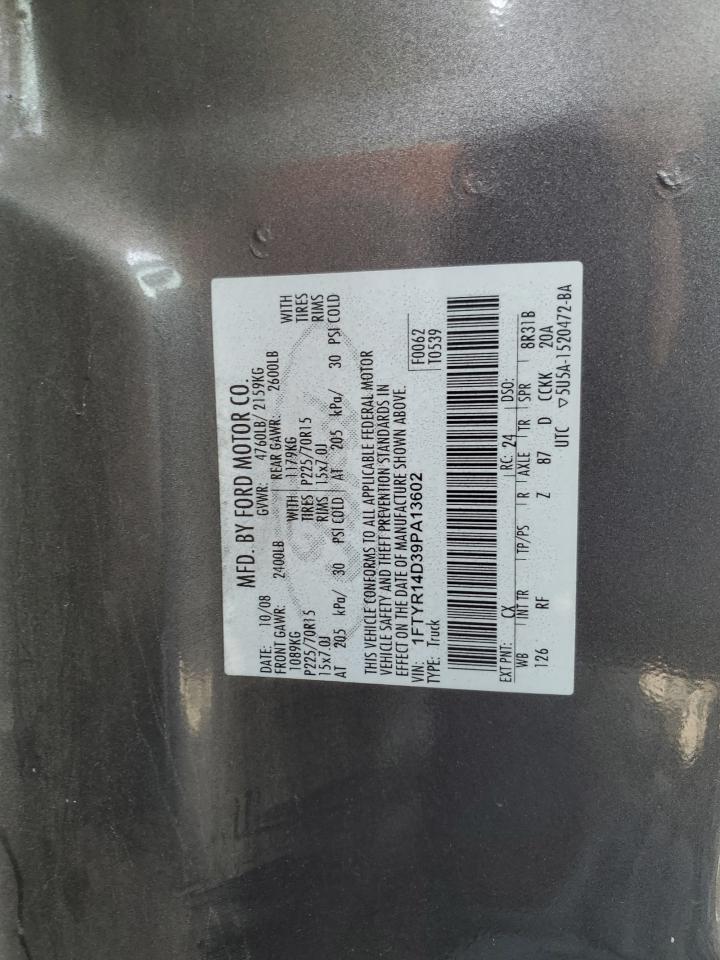 MFD. BY FORD MOTOR CO.
DATE: 10/08 GVWR: 4760LB/ 2159KG
FRONT GAWR: 2400LB REAR GAWR: 2600LB
1089KG WITH 1179KG WITH
P225/70R15 TIRES P225/70R15 TIRES
15x7.0J RIMS 15x7.0J RIMS
AT 205 kPa/ 30 PSI COLD AT 205 kPa/ 30 PSI COLD
THIS VEHICLE CONFORMS TO ALL APPLICABLE FEDERAL MOTOR
VEHICLE SAFETY AND THEFT PREVENTION STANDARDS IN
EFFECT ON THE DATE OF MANUFACTURE SHOWN ABOVE.
VIN: 1FTYR14D39PA13602 F0062
TYPE: Truck T0539
EXT PNT: CX RC: 24 DSO:
WB INT TR TP/PS R AXLE TR SPR 8R31B
126 RF Z 87 D CCKK 20A
UTC ▽5U5A-1520472-BA